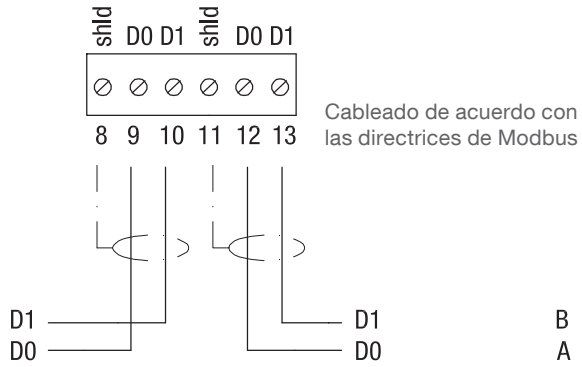 shld D0 D1 shld D0 D1
8 9 10 11 12 13
Cableado de acuerdo con
las directrices de Modbus
D1 D1 B
D0 D0 A